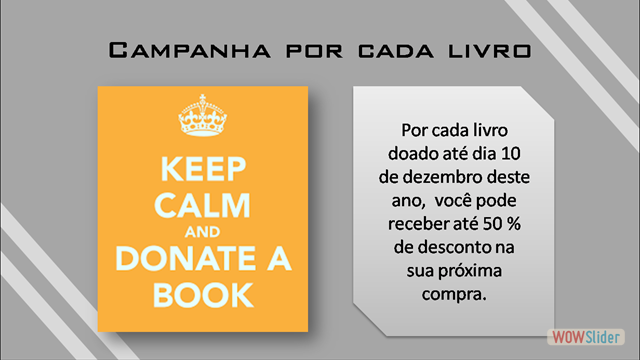 CAMPANHA POR CADA LIVRO
KEEP
CALM
AND
DONATE A
BOOK
Por cada livro
doado até dia 10
de dezembro deste
ano, você pode
receber até 50 %
de desconto na
sua próxima
compra.
WOWSlider